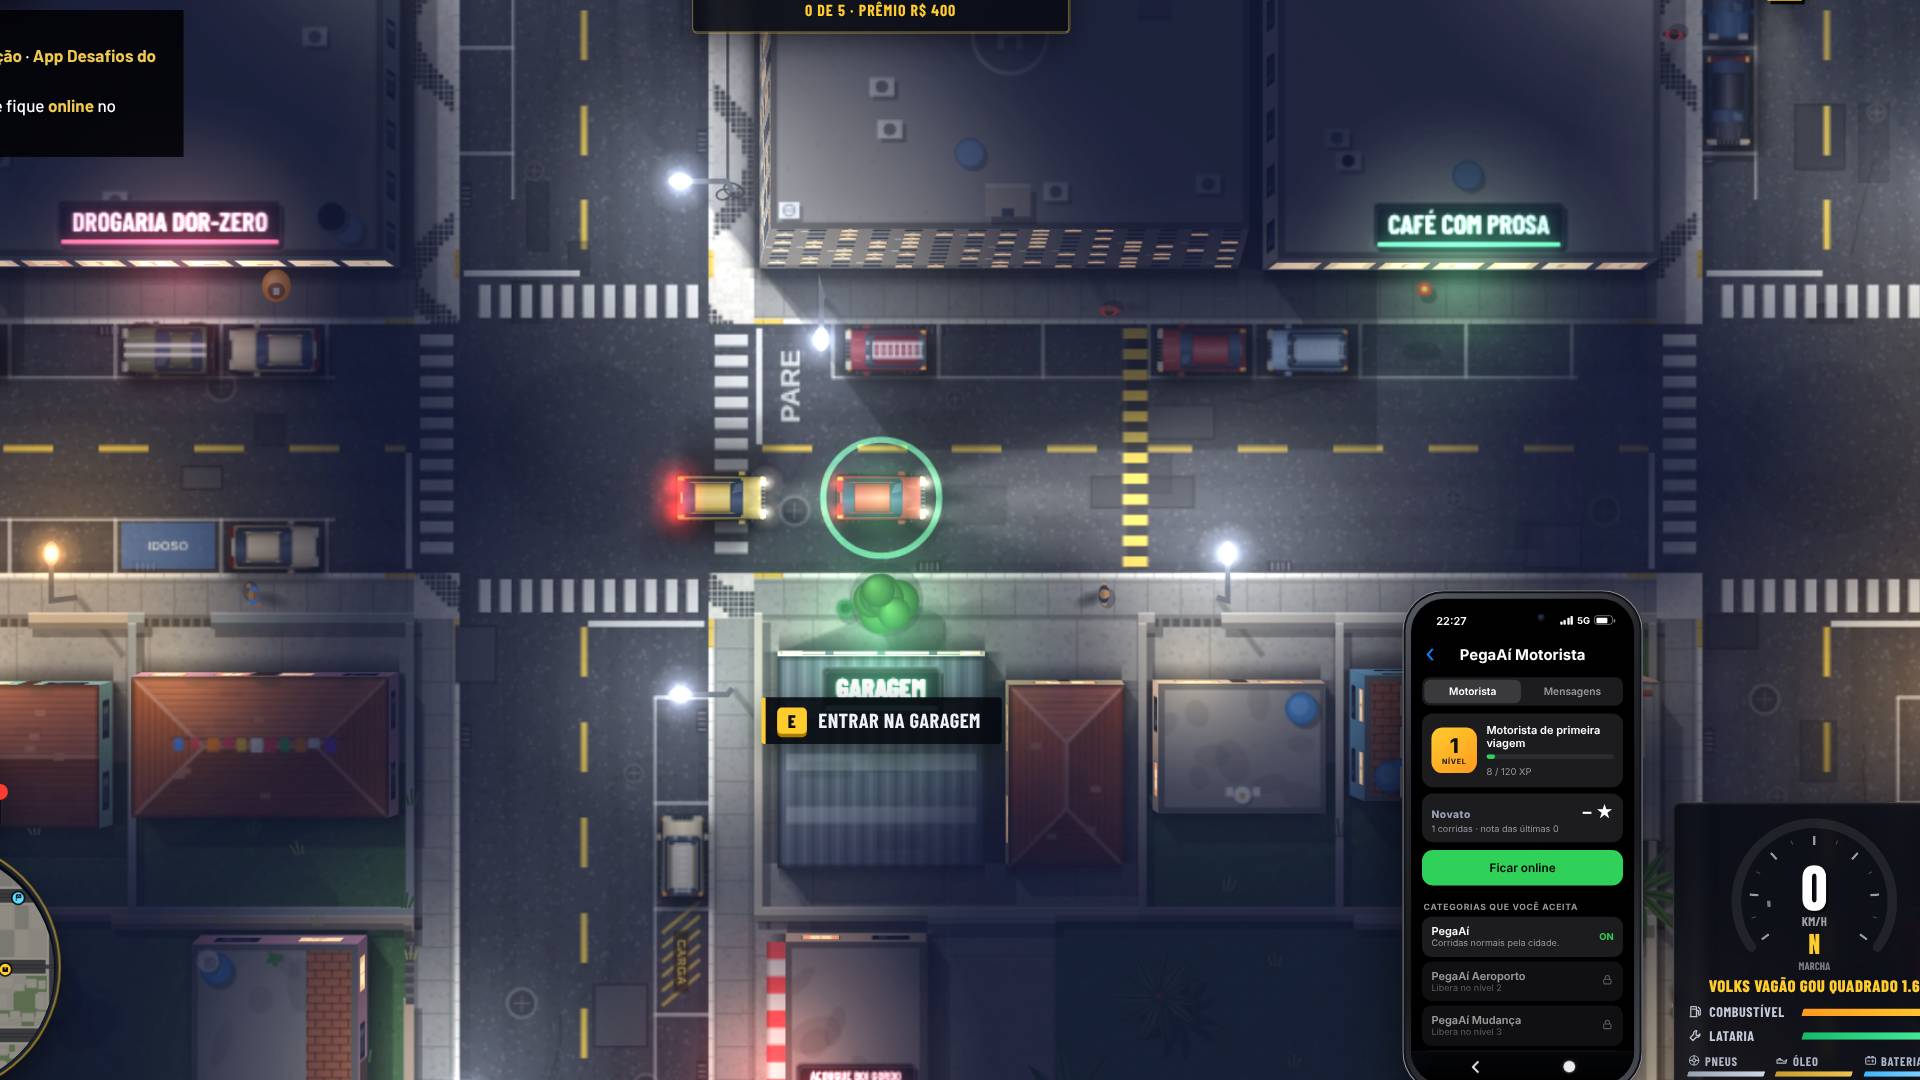 0 DE 5 · PRÊMIO R$ 400
ção · App Desafios do
e fique online no
DROGARIA DOR-ZERO
CAFÉ COM PROSA
PARE
IDOSO
GARAGEM
E ENTRAR NA GARAGEM
CARGA
22:27
5G
PegaAí Motorista
Motorista
Mensagens
1
NÍVEL
Motorista de primeira
viagem
8 / 120 XP
Novato
– ★
1 corridas · nota das últimas 0
Ficar online
CATEGORIAS QUE VOCÊ ACEITA
PegaAí
Corridas normais pela cidade.
ON
PegaAí Aeroporto
Libera no nível 2
PegaAí Mudança
Libera no nível 3
0
KM/H
N
MARCHA
VOLKS VAGÃO GOU QUADRADO 1.6
COMBUSTÍVEL
LATARIA
PNEUS
ÓLEO
BATERIA